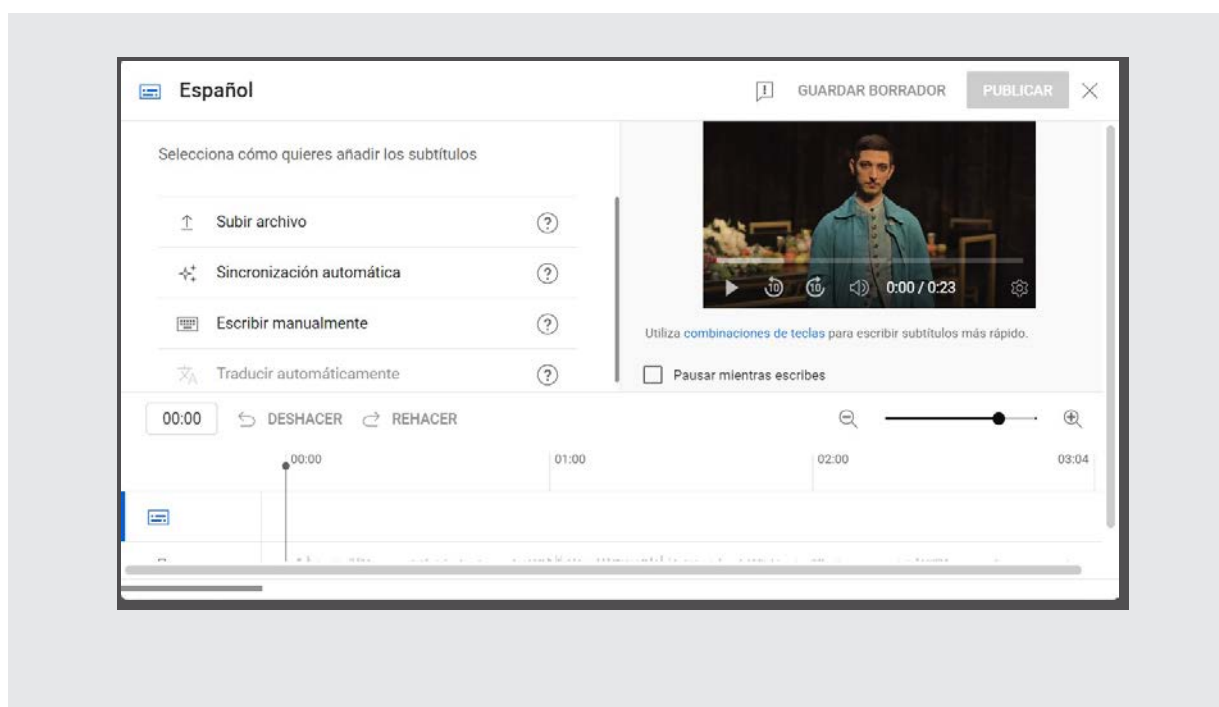 Español
GUARDAR BORRADOR
PUBLICAR
Selecciona cómo quieres añadir los subtítulos
Subir archivo
?
Sincronización automática
?
Escribir manualmente
?
Traducir automáticamente
?
10
10
0:00 / 0:23
Utiliza combinaciones de teclas para escribir subtítulos más rápido.
Pausar mientras escribes
00:00
DESHACER
REHACER
00:00
01:00
02:00
03:04